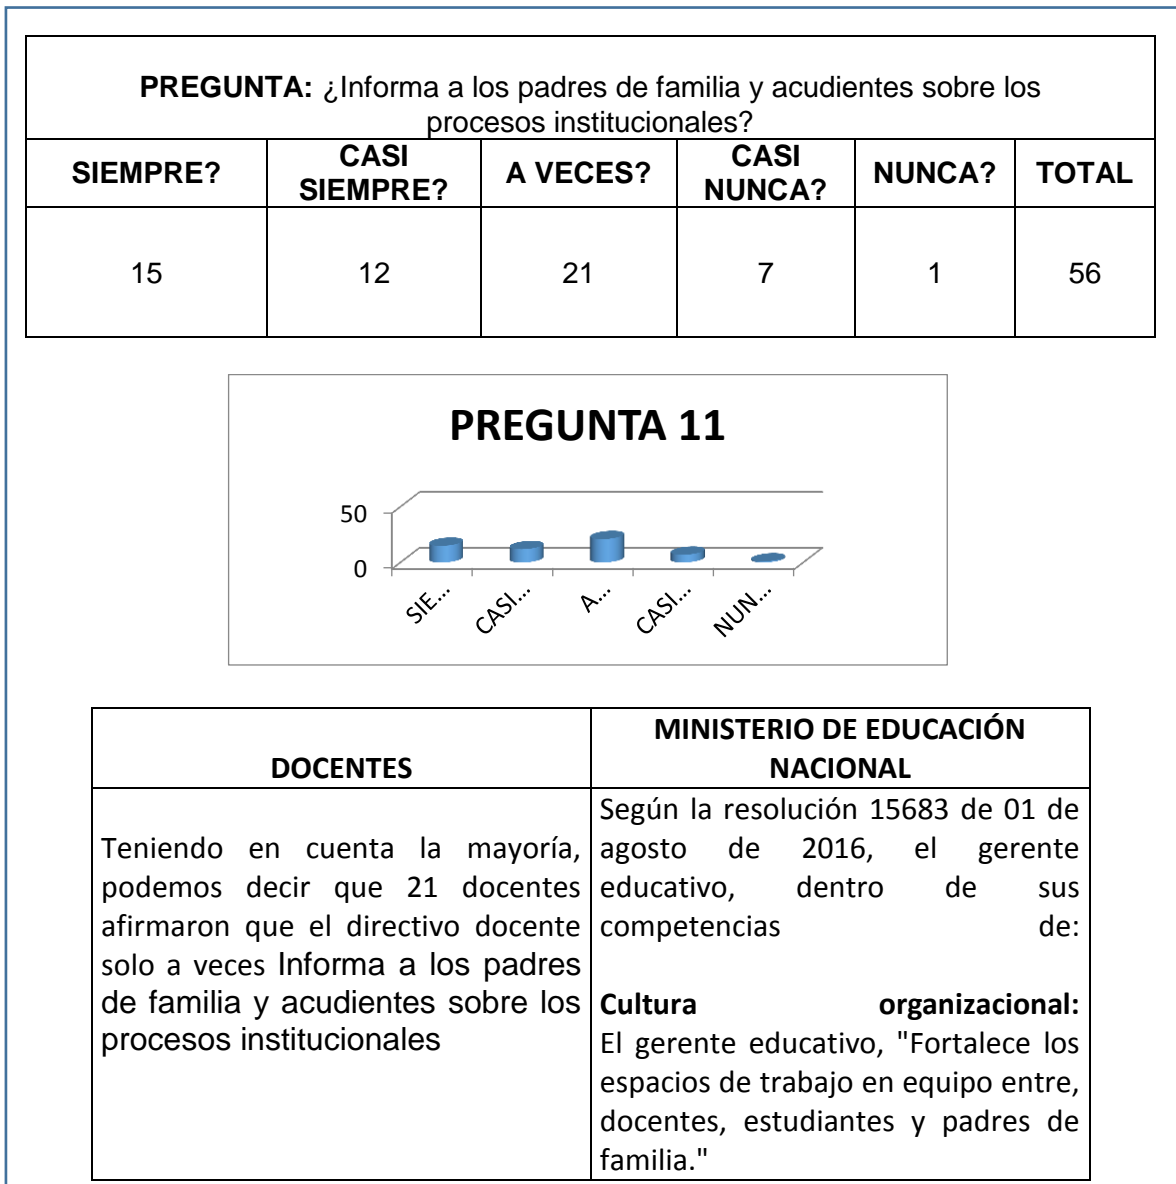 PREGUNTA: ¿Informa a los padres de familia y acudientes sobre los
procesos institucionales?
SIEMPRE?
CASI
SIEMPRE?
A VECES?
CASI
NUNCA?
NUNCA?
TOTAL
15
12
21
7
1
56
PREGUNTA 11
50
0
SIE...
CASI...
A...
CASI...
NUN...
DOCENTES
MINISTERIO DE EDUCACIÓN
NACIONAL
Teniendo en cuenta la mayoría,
podemos decir que 21 docentes
afirmaron que el directivo docente
solo a veces Informa a los padres
de familia y acudientes sobre los
procesos institucionales
Según la resolución 15683 de 01 de
agosto de 2016, el gerente
educativo, dentro de sus
competencias de:
Cultura organizacional:
El gerente educativo, "Fortalece los
espacios de trabajo en equipo entre,
docentes, estudiantes y padres de
familia."